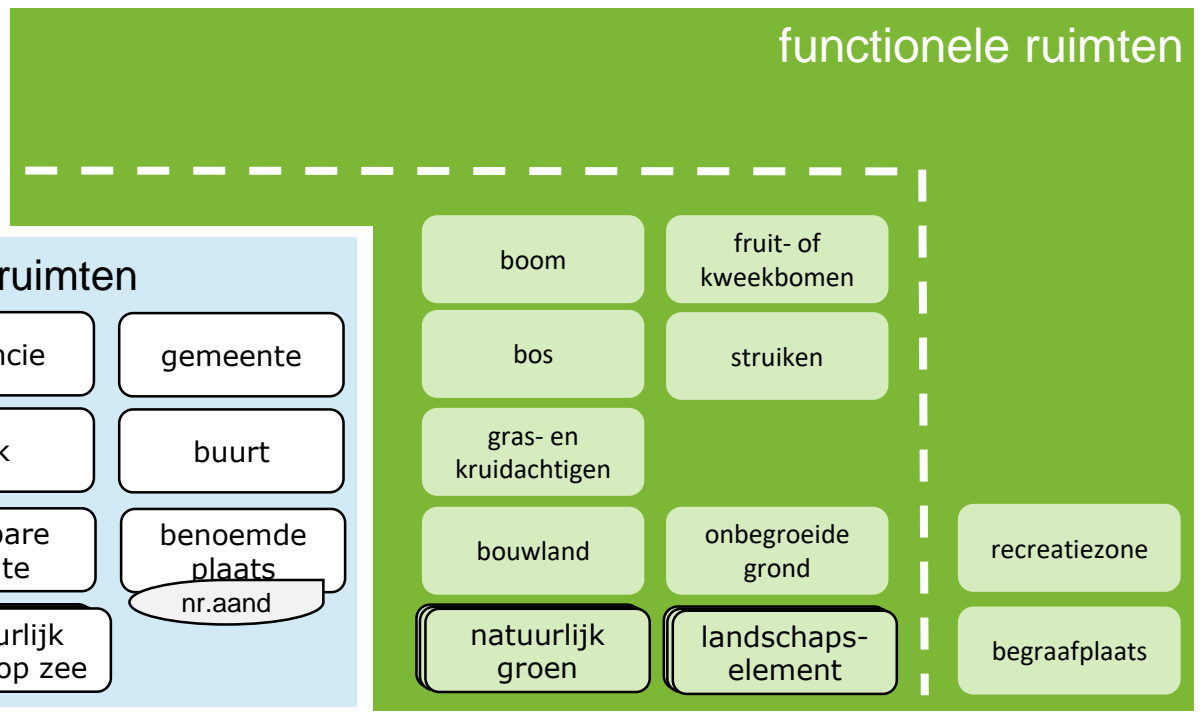 functionele ruimten
ruimten
gemeente
buurt
benoemde
plaats
nr.aand
op zee
boom
fruit- of
kweekbomen
bos
struiken
gras- en
kruidachtigen
bouwland
onbegroeide
grond
natuurlijk
groen
landschaps-
element
recreatiezone
begraafplaats